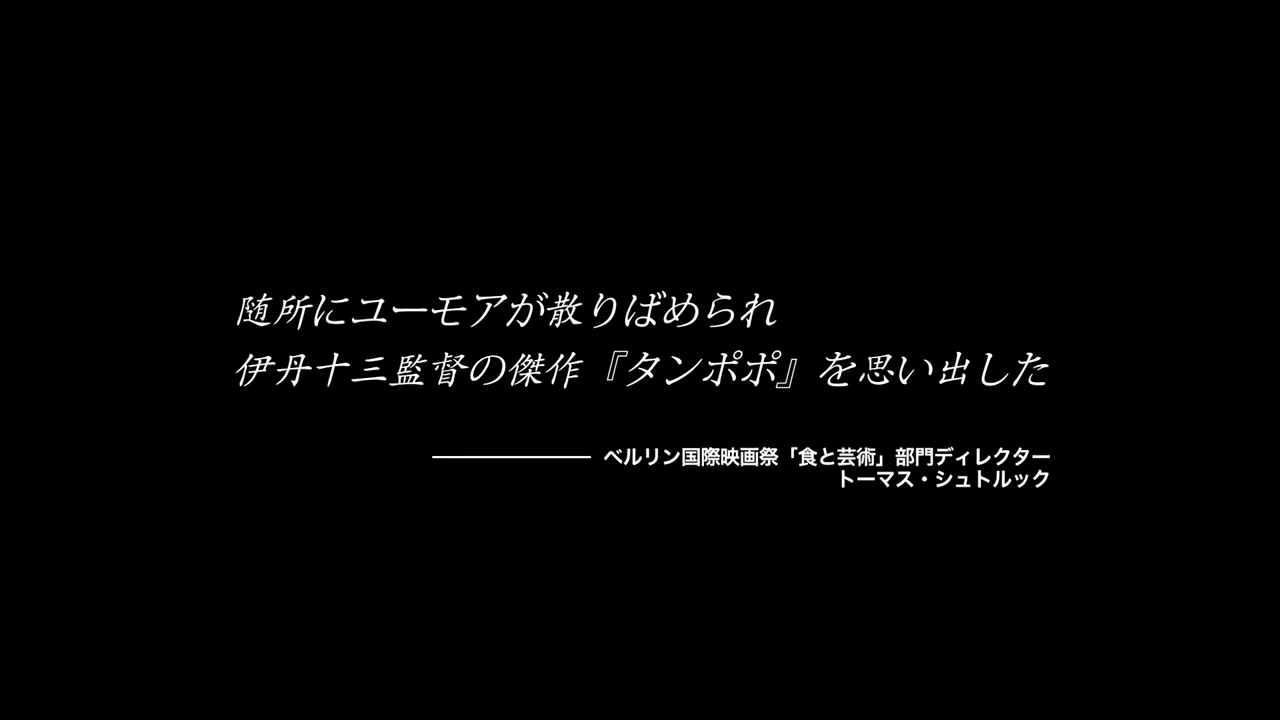 随所にユーモアが散りばめられ
伊丹十三監督の傑作『タンポポ』を思い出した
ベルリン国際映画祭「食と芸術」部門ディレクター
トーマス・シュトルック